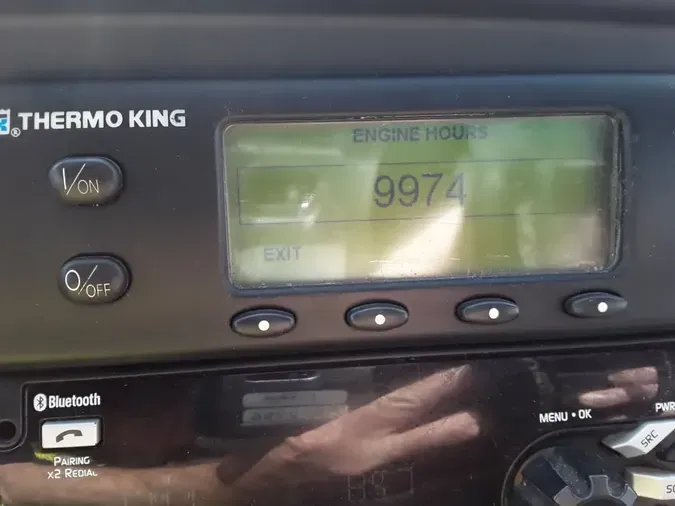 THERMO KING
ENGINE HOURS
I/ON
9974
EXIT
O/OFF
Bluetooth
MENU • OK
PWR
SRC
PAIRING
X2 REDIAL